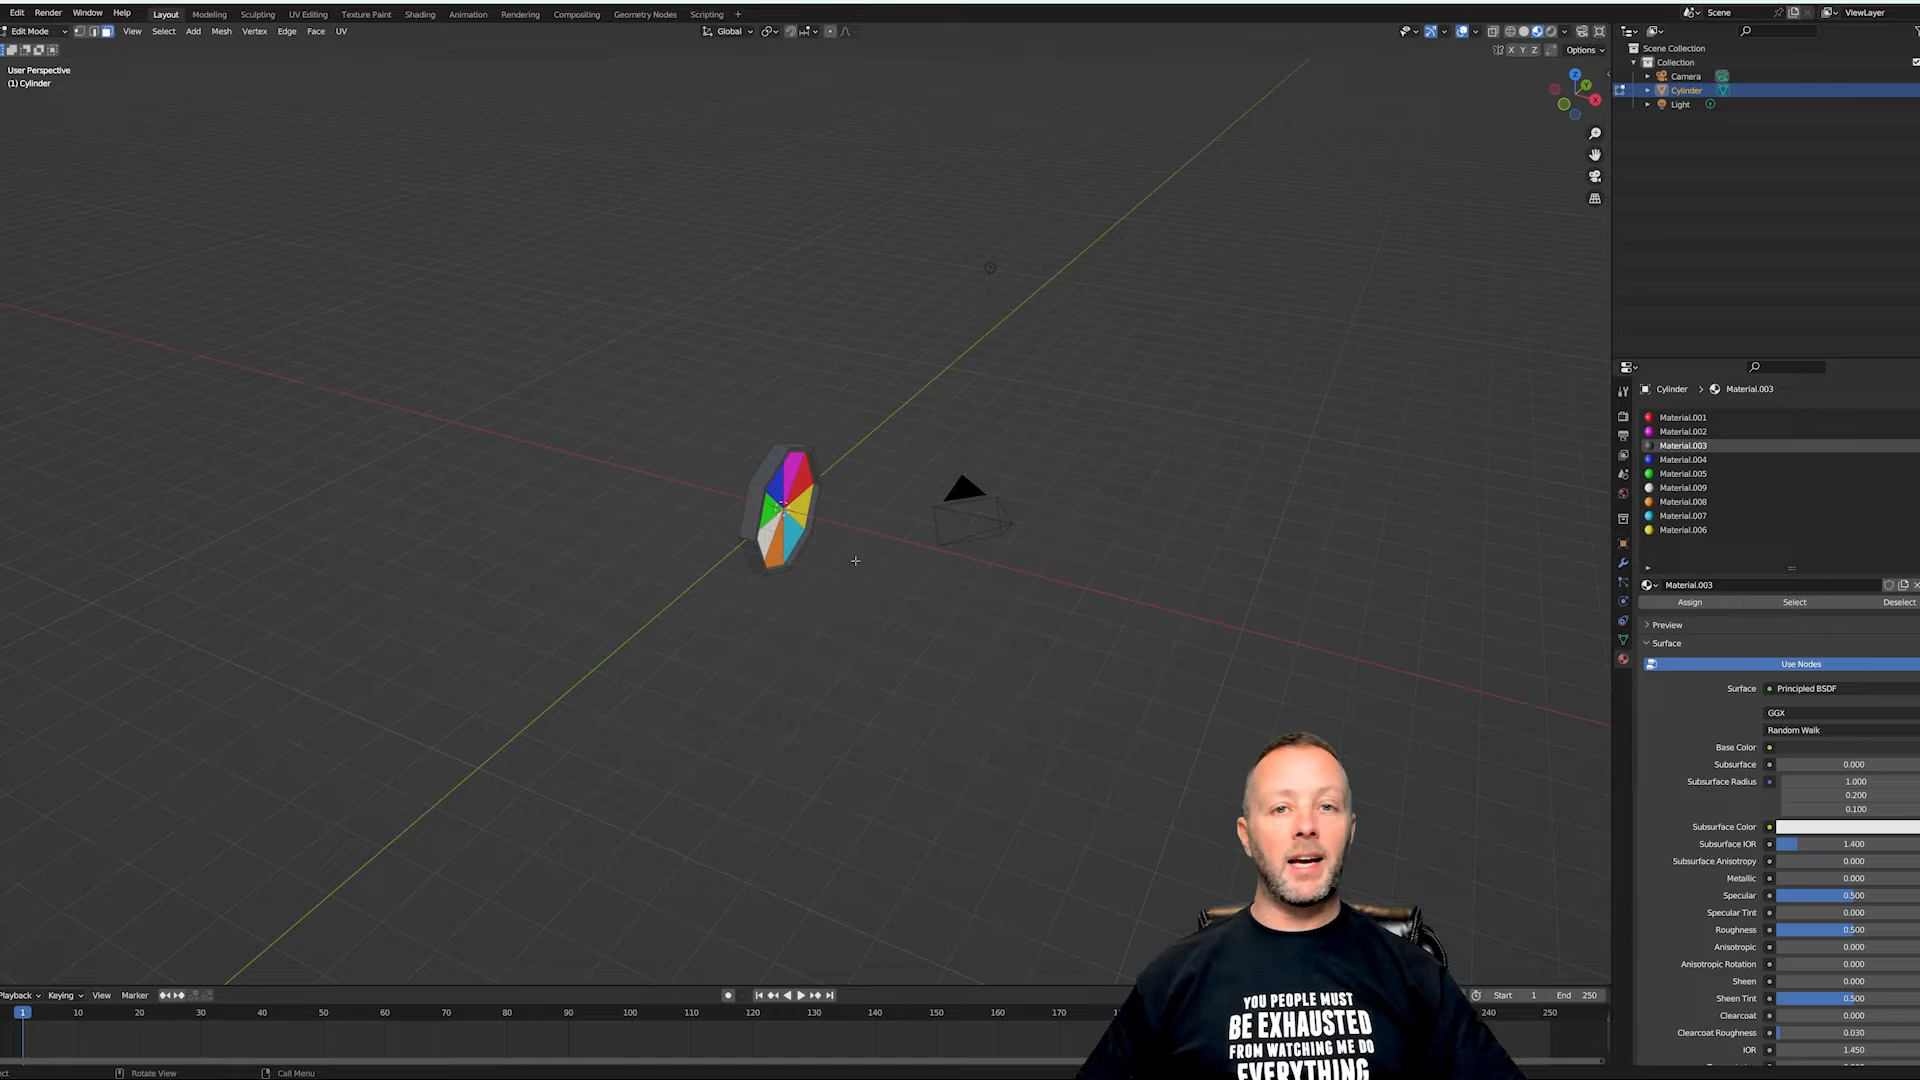 Edit Render Window Help Layout Modeling Sculpting UV Editing Texture Paint Shading Animation Rendering Compositing Geometry Nodes Scripting + Scene ViewLayer
Edit Mode View Select Add Mesh Vertex Edge Face UV Global
X Y Z Options
User Perspective
(1) Cylinder
Z
Y
X
Scene Collection
Collection
Camera
Cylinder
Light
Cylinder > Material.003
Material.001
Material.002
Material.003
Material.004
Material.005
Material.009
Material.008
Material.007
Material.006
Material.003
Assign Select Deselect
Preview
Surface
Use Nodes
Surface Principled BSDF
GGX
Random Walk
Base Color
Subsurface 0.000
Subsurface Radius 1.000
0.200
0.100
Subsurface Color
Subsurface IOR 1.400
Subsurface Anisotropy 0.000
Metallic 0.000
Specular 0.500
Specular Tint 0.000
Roughness 0.500
Anisotropic 0.000
Anisotropic Rotation 0.000
Sheen 0.000
Sheen Tint 0.500
Clearcoat 0.000
Clearcoat Roughness 0.030
IOR 1.450
YOU PEOPLE MUST
BE EXHAUSTED
FROM WATCHING ME DO
EVERYTHING
Playback Keying View Marker Start 1 End 250
1 10 20 30 40 50 60 70 80 90 100 110 120 130 140 150 160 170 240 250
Rotate View Call Menu